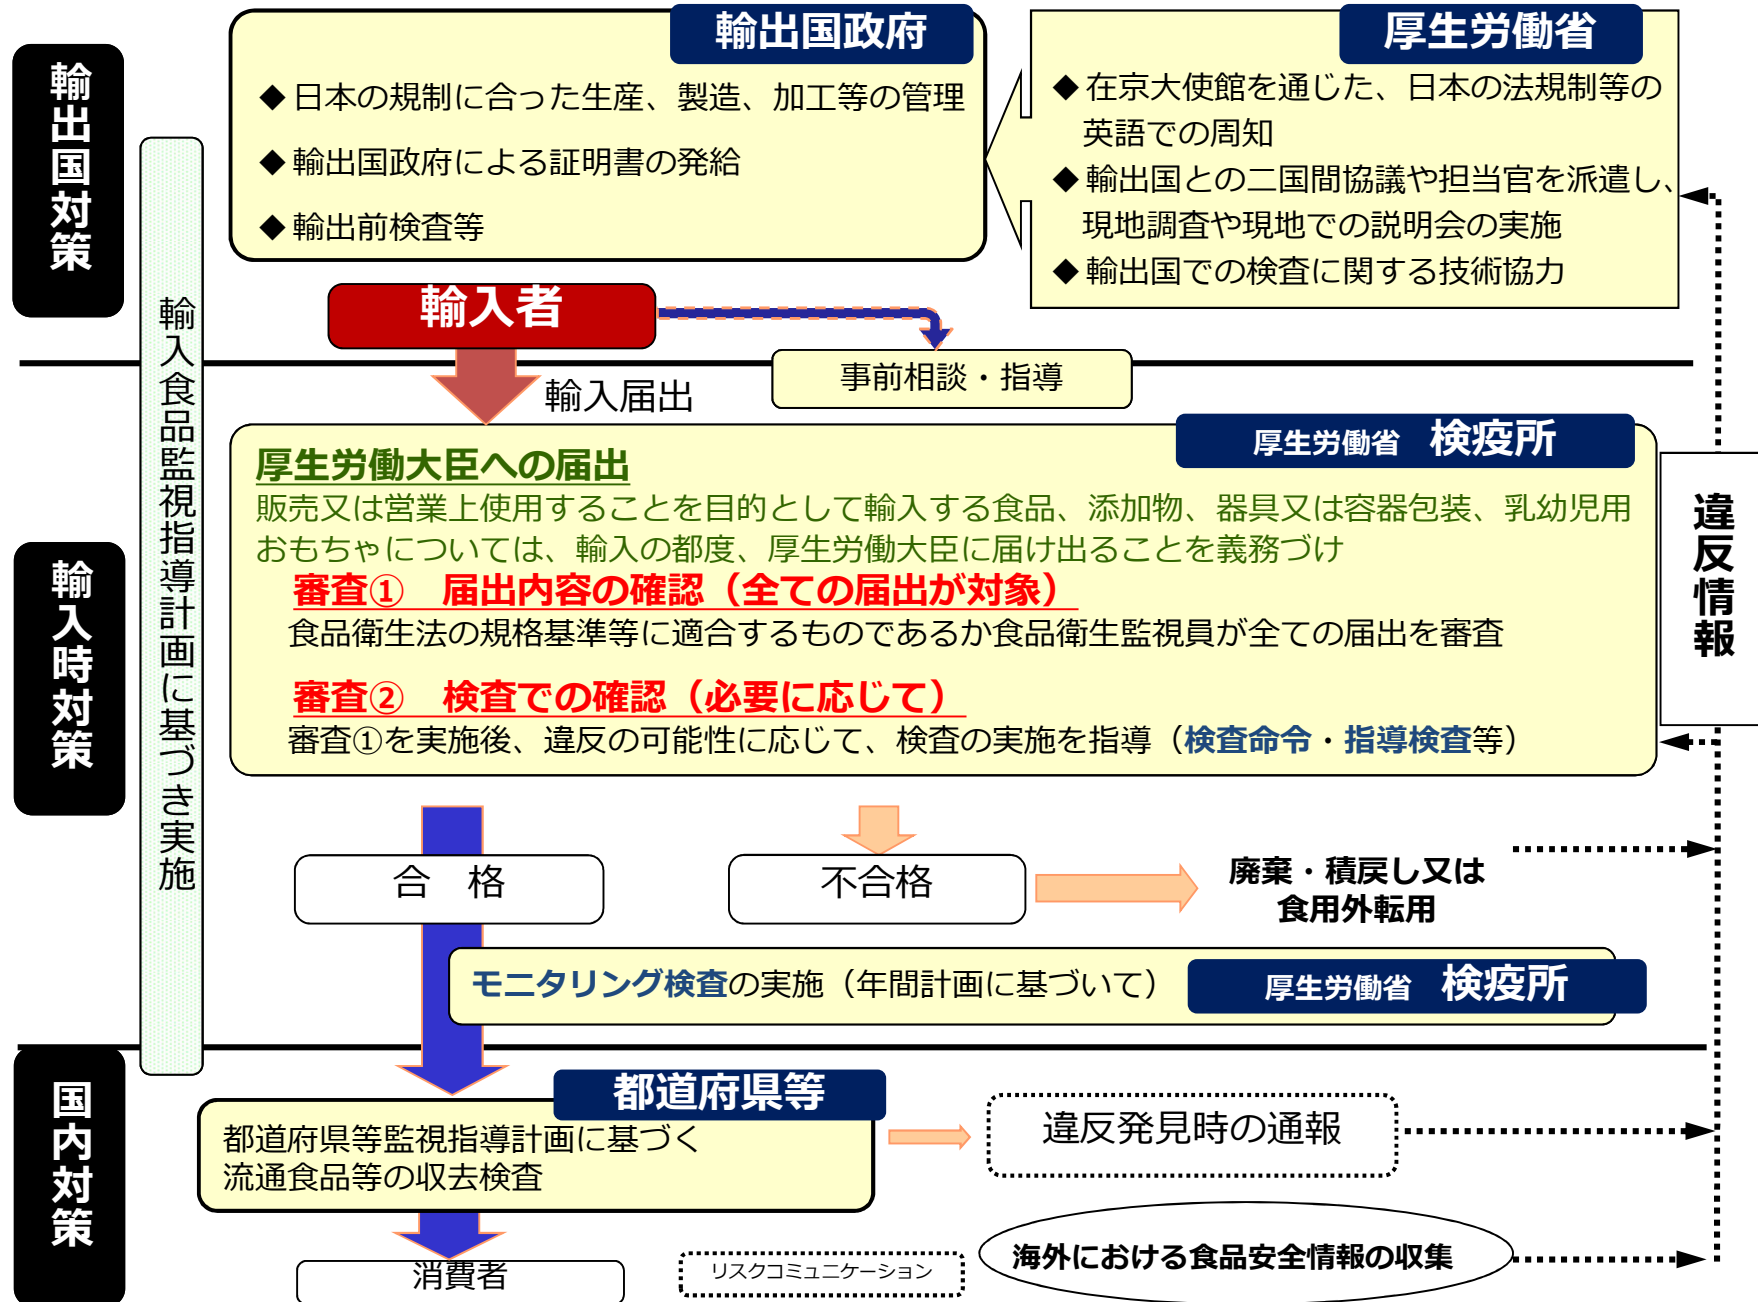 輸出国対策
輸出国政府
◆日本の規制に合った生産、製造、加工等の管理
◆輸出国政府による証明書の発給
◆輸出前検査等
厚生労働省
◆在京大使館を通じた、日本の法規制等の
英語での周知
◆輸出国との二国間協議や担当官を派遣し、
現地調査や現地での説明会の実施
◆輸出国での検査に関する技術協力
輸入食品監視指導計画に基づき実施
輸入者
事前相談・指導
輸入届出
輸入時対策
厚生労働省 検疫所
厚生労働大臣への届出
販売又は営業上使用することを目的として輸入する食品、添加物、器具又は容器包装、乳幼児用
おもちゃについては、輸入の都度、厚生労働大臣に届け出ることを義務づけ
審査①　届出内容の確認（全ての届出が対象）
食品衛生法の規格基準等に適合するものであるか食品衛生監視員が全ての届出を審査
審査②　検査での確認（必要に応じて）
審査①を実施後、違反の可能性に応じて、検査の実施を指導（検査命令・指導検査等）
違反情報
合　格
不合格
廃棄・積戻し又は
食用外転用
モニタリング検査の実施（年間計画に基づいて）
厚生労働省 検疫所
国内対策
都道府県等
都道府県等監視指導計画に基づく
流通食品等の収去検査
違反発見時の通報
消費者
リスクコミュニケーション
海外における食品安全情報の収集